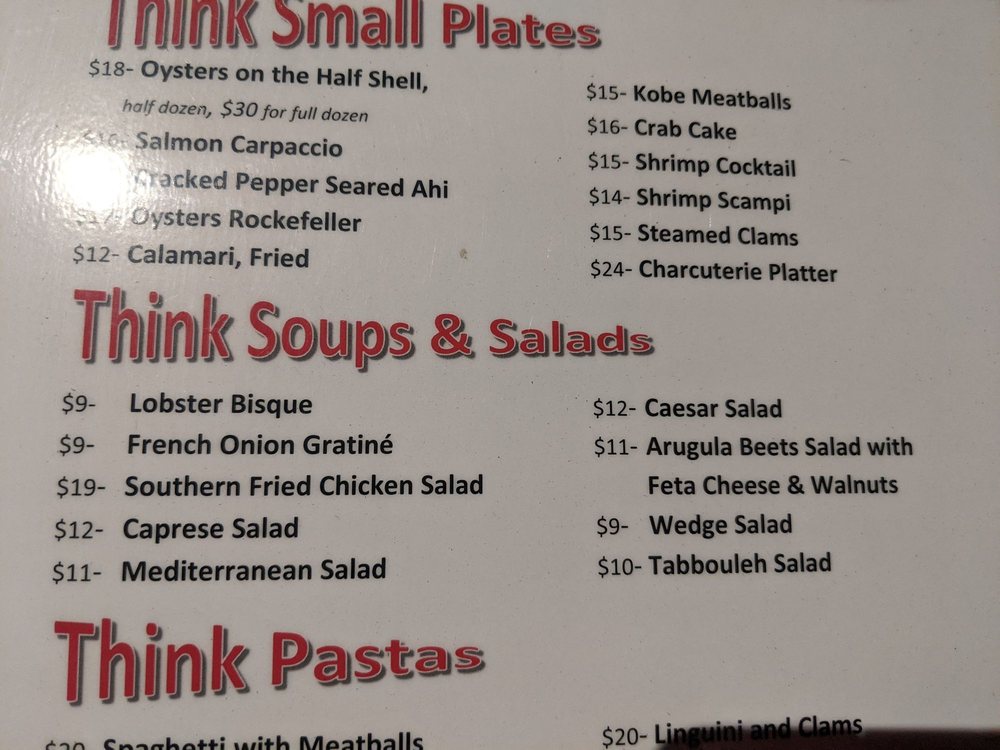 Think Small Plates
$18- Oysters on the Half Shell,
half dozen, $30 for full dozen
Salmon Carpaccio
Cracked Pepper Seared Ahi
Oysters Rockefeller
$12- Calamari, Fried
$15- Kobe Meatballs
$16- Crab Cake
$15- Shrimp Cocktail
$14- Shrimp Scampi
$15- Steamed Clams
$24- Charcuterie Platter
Think Soups & Salads
$9- Lobster Bisque
$9- French Onion Gratiné
$19- Southern Fried Chicken Salad
$12- Caprese Salad
$11- Mediterranean Salad
$12- Caesar Salad
$11- Arugula Beets Salad with
Feta Cheese & Walnuts
$9- Wedge Salad
$10- Tabbouleh Salad
Think Pastas
$20- Spaghetti with Meatballs
$20- Linguini and Clams